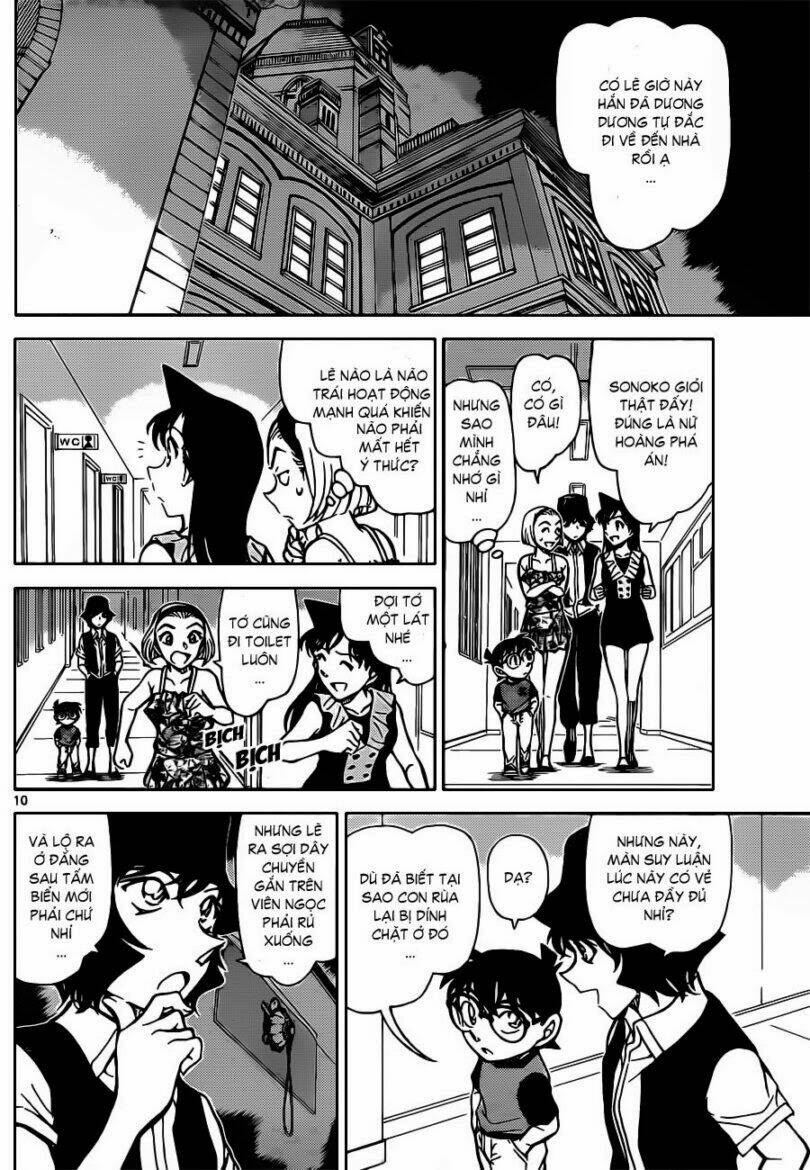 CÓ LẼ GIỜ NÀY
HẮN ĐÃ DƯƠNG
DƯƠNG TỰ ĐẮC
ĐI VỀ ĐẾN NHÀ
RỒI Ạ
...
SONOKO GIỎI
THẬT ĐẤY!
ĐÚNG LÀ NỮ
HOÀNG PHÁ
ÁN!
CÓ,
CÓ GÌ
ĐÂU!
NHƯNG
SAO
MÌNH
CHẲNG
NHỚ GÌ
NHỈ
...
LẼ NÀO LÀ NÃO
TRÁI HOẠT ĐỘNG
MẠNH QUÁ KHIẾN
NÃO PHẢI
MẤT HẾT
Ý THỨC?
WC
WC
ĐỢI TỚ
MỘT LÁT
NHÉ
TỚ CŨNG
ĐI TOILET
LUÔN
...
BỊCH
BỊCH
10
NHƯNG NÀY,
MÀN SUY LUẬN
LÚC NÃY CÓ VẺ
CHƯA ĐẦY ĐỦ
NHỈ?
DẠ?
DÙ ĐÃ BIẾT TẠI
SAO CON RÙA
LẠI BỊ DÍNH
CHẶT Ở ĐÓ
...
NHƯNG LẼ
RA SỢI DÂY
CHUYỀN
GẮN TRÊN
VIÊN NGỌC
PHẢI RỦ
XUỐNG
...
VÀ LỘ RA
Ở ĐẰNG
SAU TẤM
BIỂN MỚI
PHẢI CHỨ
NHỈ
...